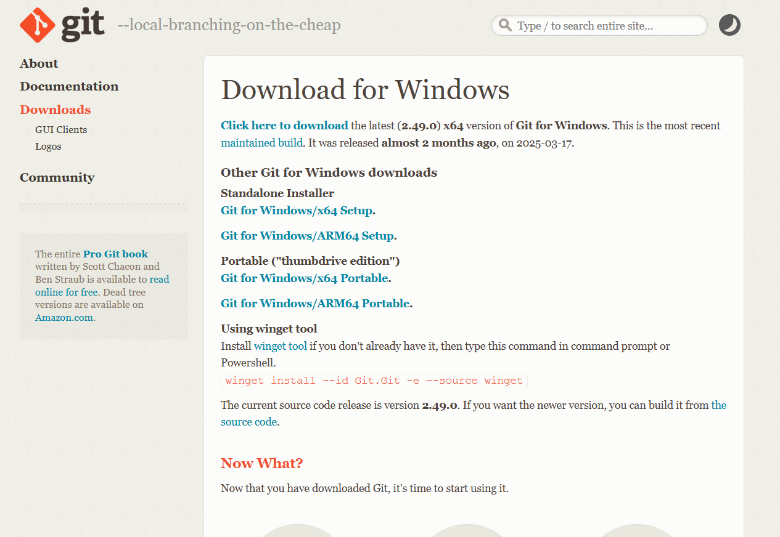 git --local-branching-on-the-cheap
Type / to search entire site...
About
Documentation
Downloads
GUI Clients
Logos
Community
The entire Pro Git book
written by Scott Chacon and
Ben Straub is available to read
online for free. Dead tree
versions are available on
Amazon.com.
Download for Windows
Click here to download the latest (2.49.0) x64 version of Git for Windows. This is the most recent
maintained build. It was released almost 2 months ago, on 2025-03-17.
Other Git for Windows downloads
Standalone Installer
Git for Windows/x64 Setup.
Git for Windows/ARM64 Setup.
Portable ("thumbdrive edition")
Git for Windows/x64 Portable.
Git for Windows/ARM64 Portable.
Using winget tool
Install winget tool if you don't already have it, then type this command in command prompt or
Powershell.
winget install --id Git.Git -e --source winget
The current source code release is version 2.49.0. If you want the newer version, you can build it from the
source code.
Now What?
Now that you have downloaded Git, it's time to start using it.